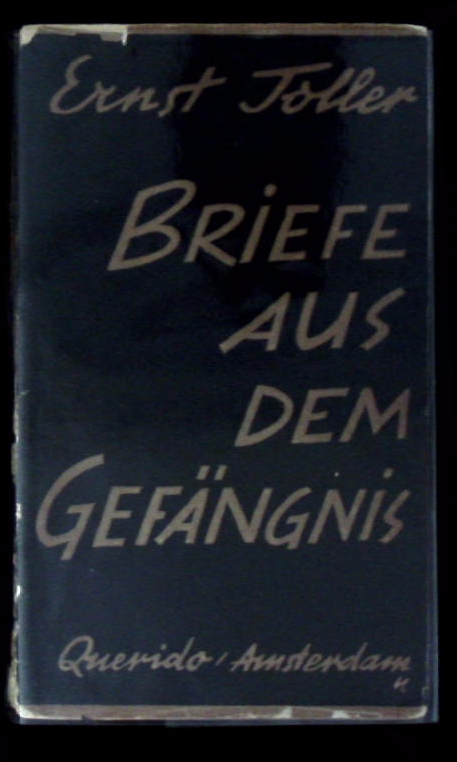 Ernst Toller
BRIEFE
AUS
DEM
GEFÄNGNIS
Querido / Amsterdam